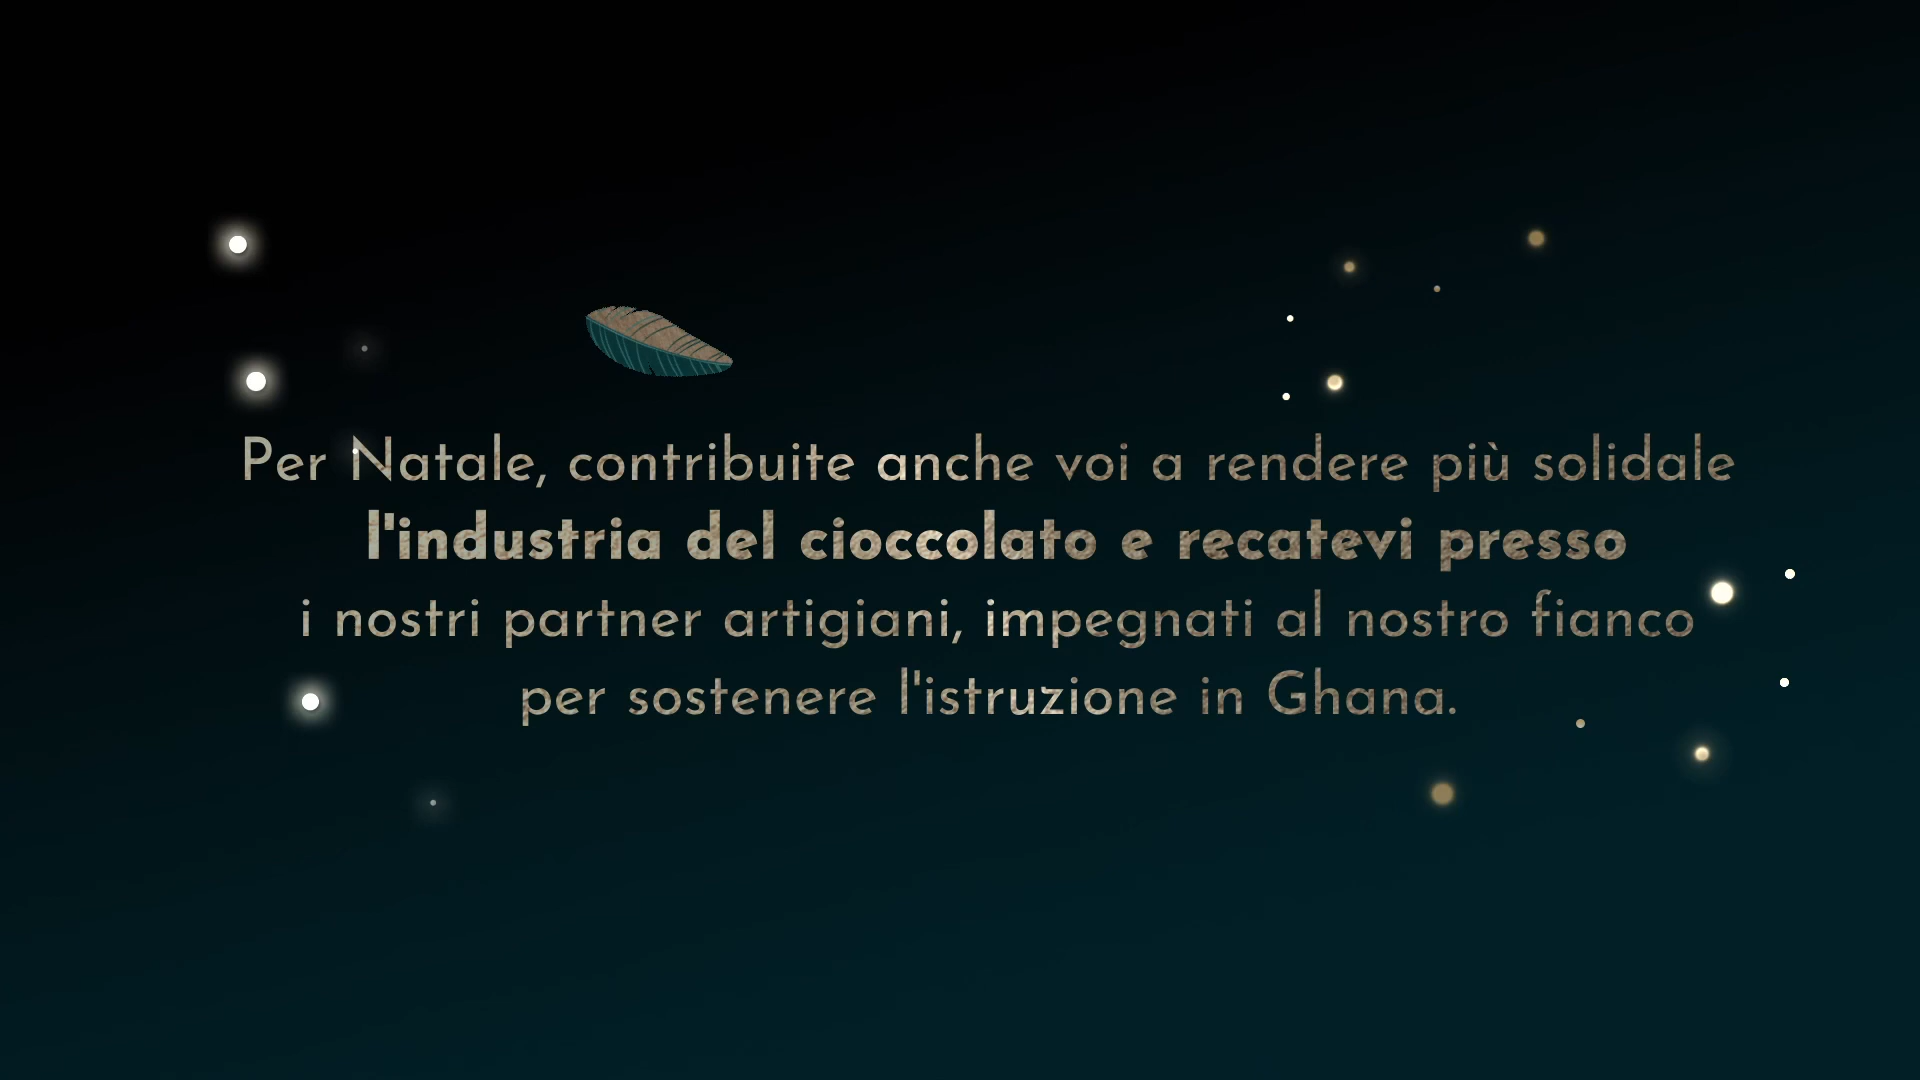 Per Natale, contribuite anche voi a rendere più solidale
l'industria del cioccolato e recatevi presso
i nostri partner artigiani, impegnati al nostro fianco
per sostenere l'istruzione in Ghana.